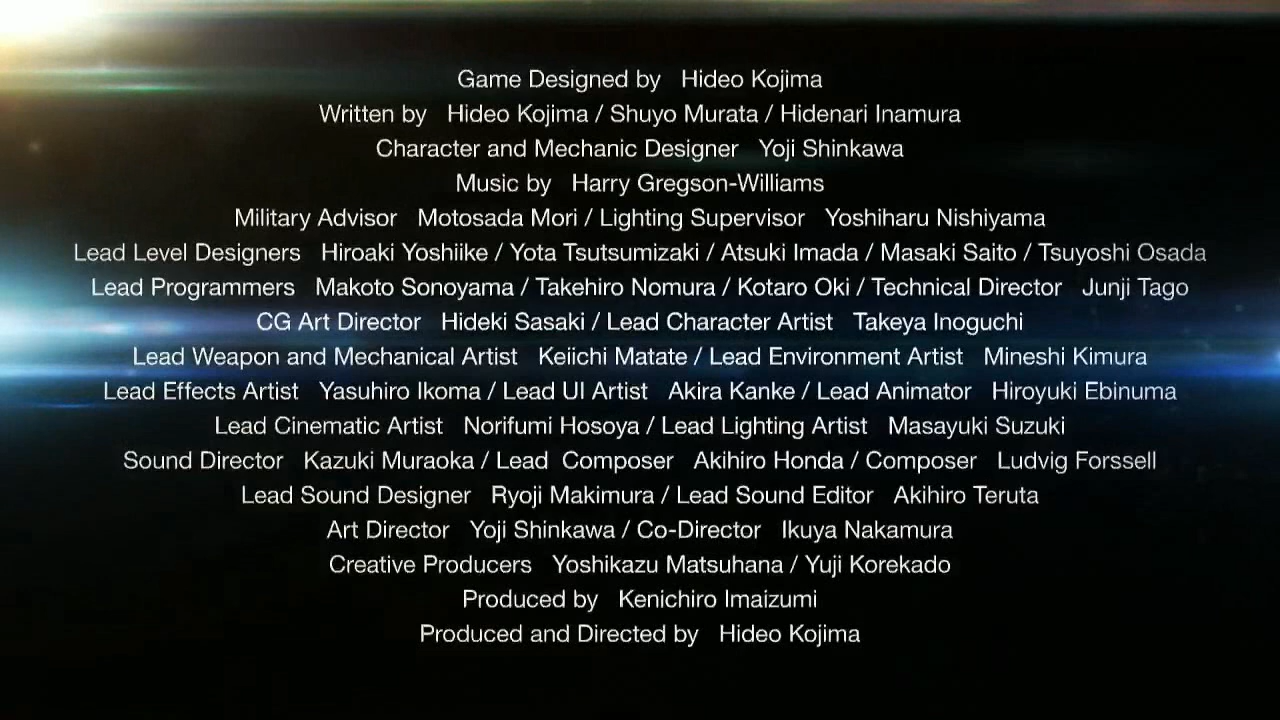 Game Designed by   Hideo Kojima
Written by   Hideo Kojima / Shuyo Murata / Hidenari Inamura
Character and Mechanic Designer   Yoji Shinkawa
Music by   Harry Gregson-Williams
Military Advisor   Motosada Mori / Lighting Supervisor   Yoshiharu Nishiyama
Lead Level Designers   Hiroaki Yoshiike / Yota Tsutsumizaki / Atsuki Imada / Masaki Saito / Tsuyoshi Osada
Lead Programmers   Makoto Sonoyama / Takehiro Nomura / Kotaro Oki / Technical Director   Junji Tago
CG Art Director   Hideki Sasaki / Lead Character Artist   Takeya Inoguchi
Lead Weapon and Mechanical Artist   Keiichi Matate / Lead Environment Artist   Mineshi Kimura
Lead Effects Artist   Yasuhiro Ikoma / Lead UI Artist   Akira Kanke / Lead Animator   Hiroyuki Ebinuma
Lead Cinematic Artist   Norifumi Hosoya / Lead Lighting Artist   Masayuki Suzuki
Sound Director   Kazuki Muraoka / Lead  Composer   Akihiro Honda / Composer   Ludvig Forssell
Lead Sound Designer   Ryoji Makimura / Lead Sound Editor   Akihiro Teruta
Art Director   Yoji Shinkawa / Co-Director   Ikuya Nakamura
Creative Producers   Yoshikazu Matsuhana / Yuji Korekado
Produced by   Kenichiro Imaizumi
Produced and Directed by   Hideo Kojima